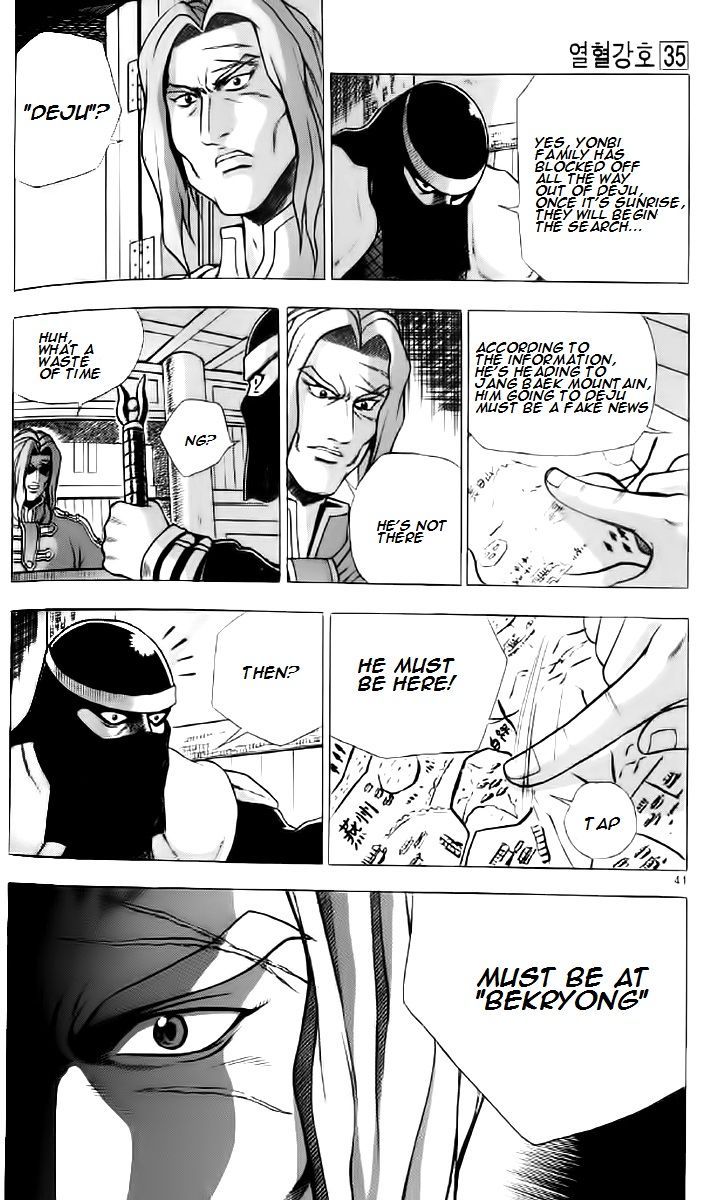 열혈강호 35
"DEJU"?
YES, YONBI
FAMILY HAS
BLOCKED OFF
ALL THE WAY
OUT OF DEJU,
ONCE IT'S SUNRISE,
THEY WILL BEGIN
THE SEARCH...
HUH,
WHAT A
WASTE
OF TIME
NG?
HE'S NOT
THERE
ACCORDING TO
THE INFORMATION,
HE'S HEADING TO
JANG BAEK MOUNTAIN,
HIM GOING TO DEJU
MUST BE A FAKE NEWS
THEN?
HE MUST
BE HERE!
燕州
TAP
41
MUST BE AT
"BEKRYONG"